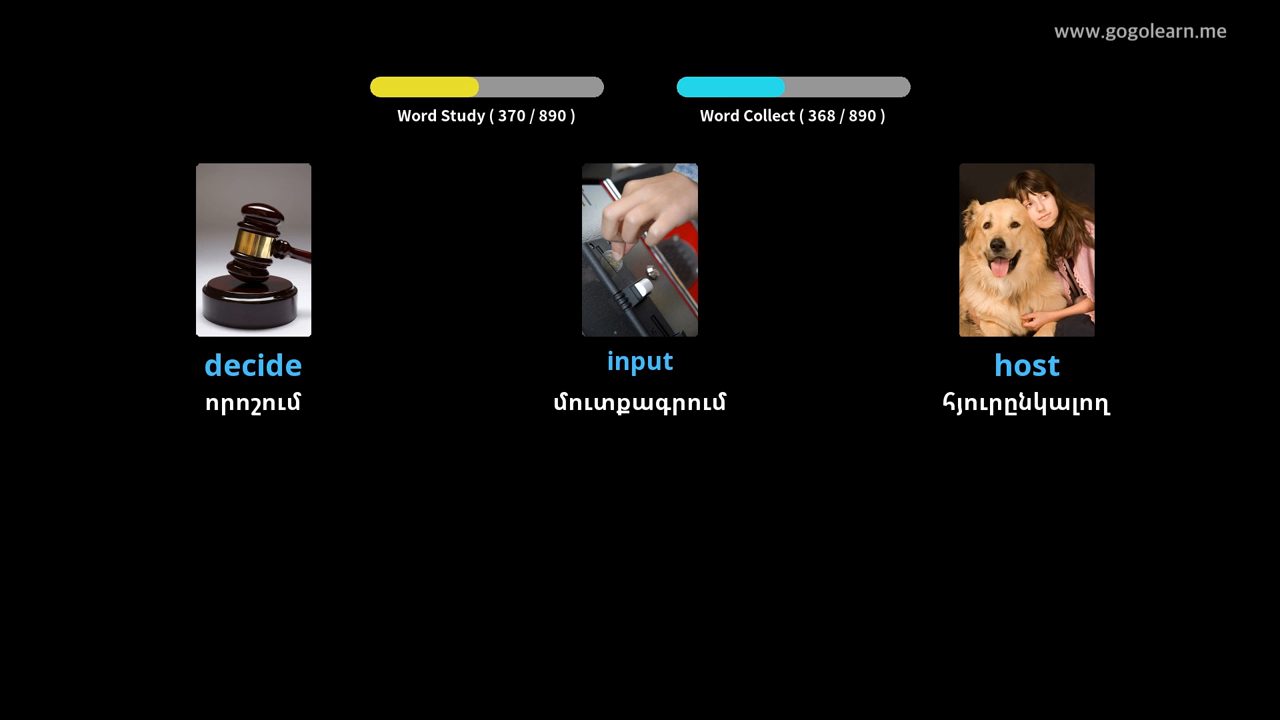 www.gogolearn.me
Word Study ( 370 / 890 )
Word Collect ( 368 / 890 )
decide
input
host
որոշում
մուտքագրում
հյուրընկալող